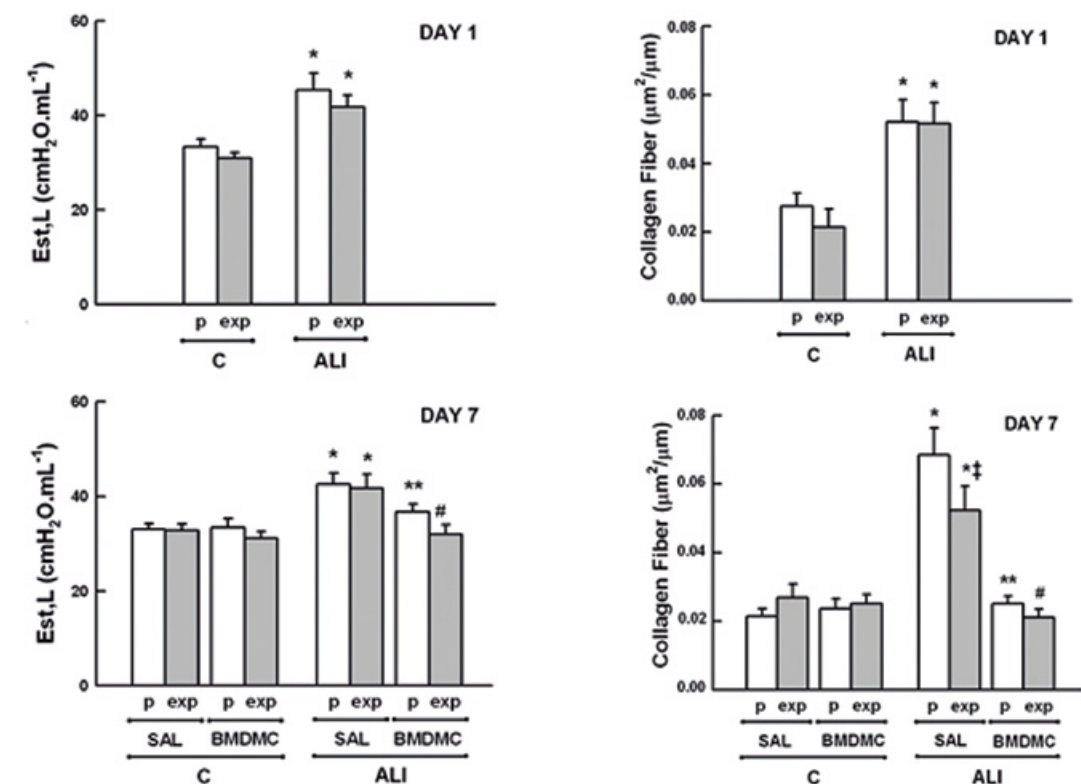 DAY 1
Est,L (cmH₂O.mL⁻¹)
60
40
20
0
* *
p exp p exp
C ALI
DAY 1
Collagen Fiber (µm²/µm)
0.08
0.06
0.04
0.02
0.00
* *
p exp p exp
C ALI
DAY 7
Est,L (cmH₂O.mL⁻¹)
60
40
20
0
* * ** #
p exp p exp p exp p exp
SAL BMDMC SAL BMDMC
C ALI
DAY 7
Collagen Fiber (µm²/µm)
0.08
0.06
0.04
0.02
0.00
* *‡ ** #
p exp p exp p exp p exp
SAL BMDMC SAL BMDMC
C ALI